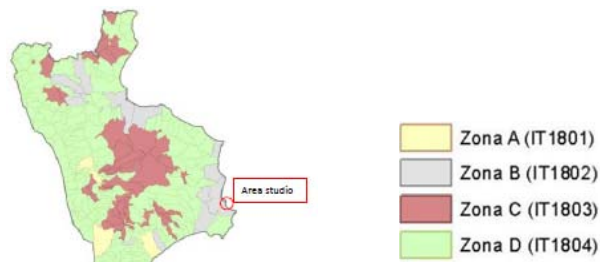 Zona A (IT1801)
Zona B (IT1802)
Area studio
Zona C (IT1803)
Zona D (IT1804)